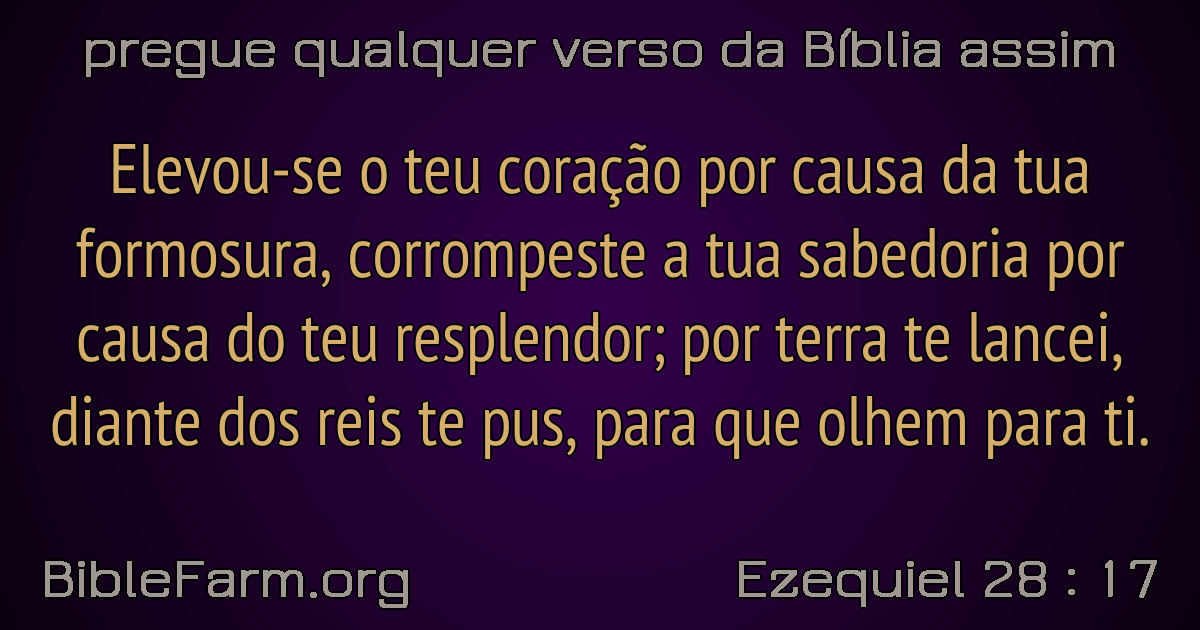 pregue qualquer verso da Bíblia assim
Elevou-se o teu coração por causa da tua
formosura, corrompeste a tua sabedoria por
causa do teu resplendor; por terra te lancei,
diante dos reis te pus, para que olhem para ti.
BibleFarm.org
Ezequiel 28 : 17